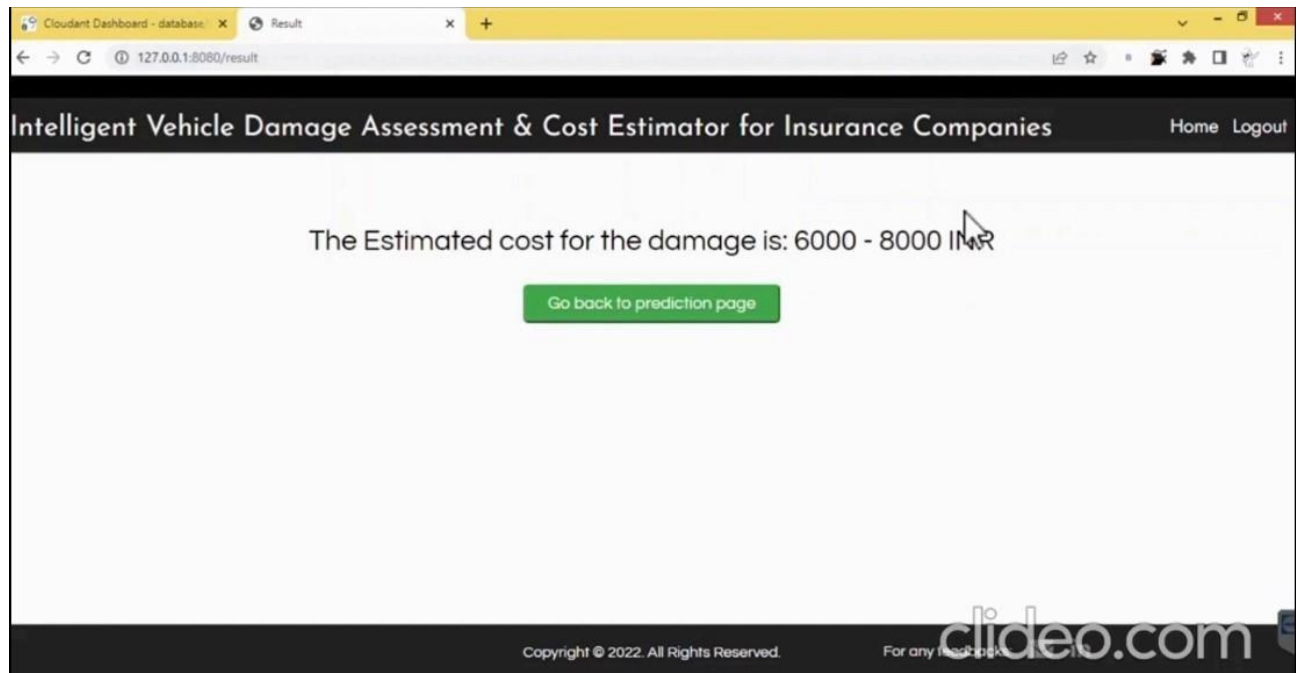 Cloudant Dashboard - database/
Result
127.0.0.1:8080/result
Intelligent Vehicle Damage Assessment & Cost Estimator for Insurance Companies
Home Logout
The Estimated cost for the damage is: 6000 - 8000 INR
Go back to prediction page
Copyright © 2022. All Rights Reserved.
For any feedbacks:
clideo.com